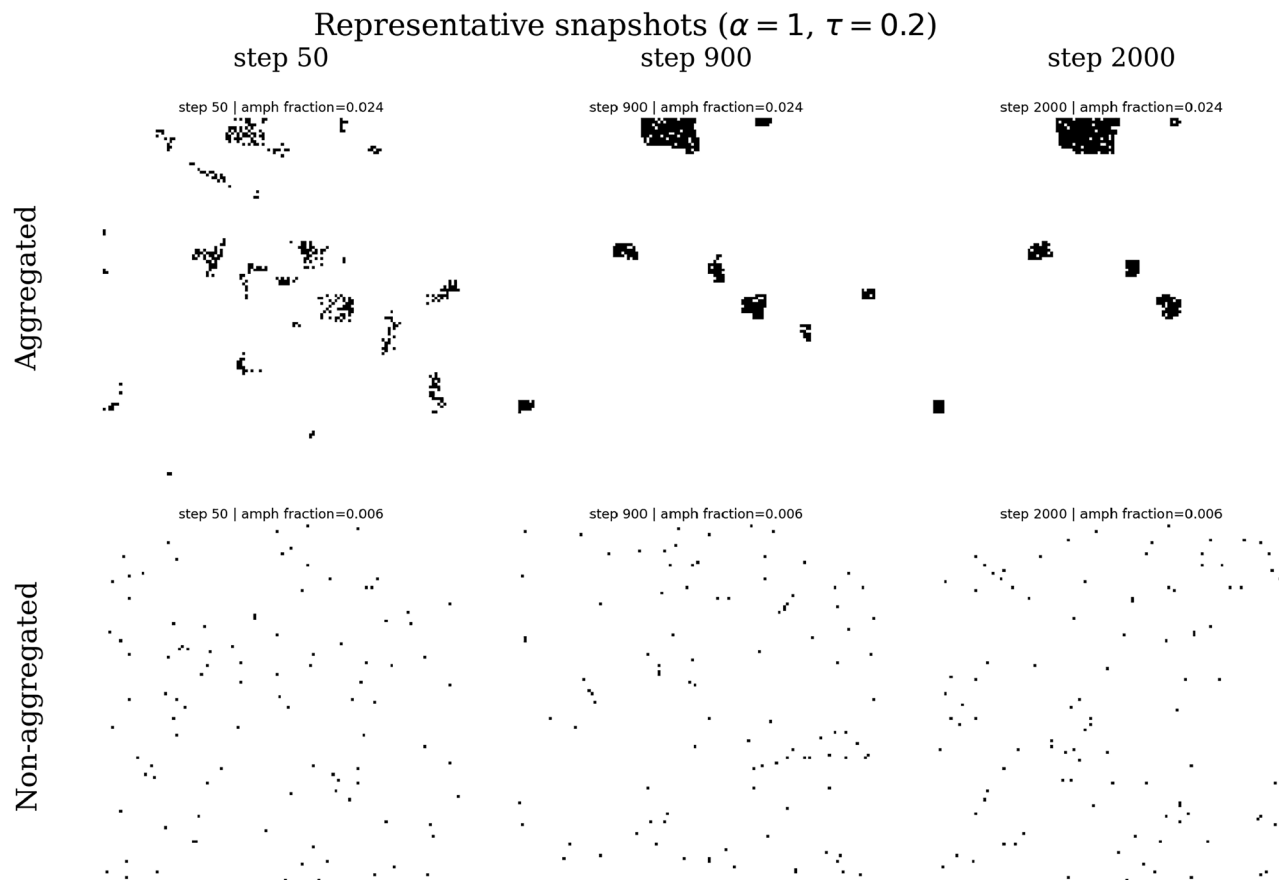 Representative snapshots (α = 1, τ = 0.2)
step 50 step 900 step 2000
Aggregated
step 50 | amph fraction=0.024
step 900 | amph fraction=0.024
step 2000 | amph fraction=0.024
Non-aggregated
step 50 | amph fraction=0.006
step 900 | amph fraction=0.006
step 2000 | amph fraction=0.006